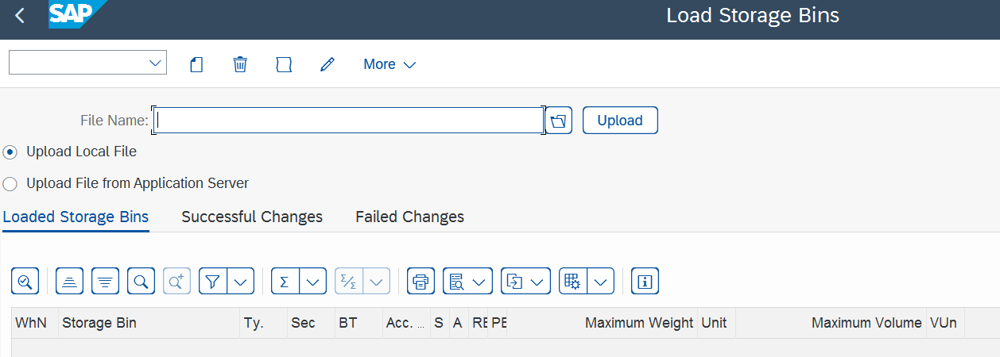 SAP Load Storage Bins
More
File Name: Upload
Upload Local File
Upload File from Application Server
Loaded Storage Bins Successful Changes Failed Changes
WhN Storage Bin Ty. Sec BT Acc. ... S A RE PE Maximum Weight Unit Maximum Volume VUn